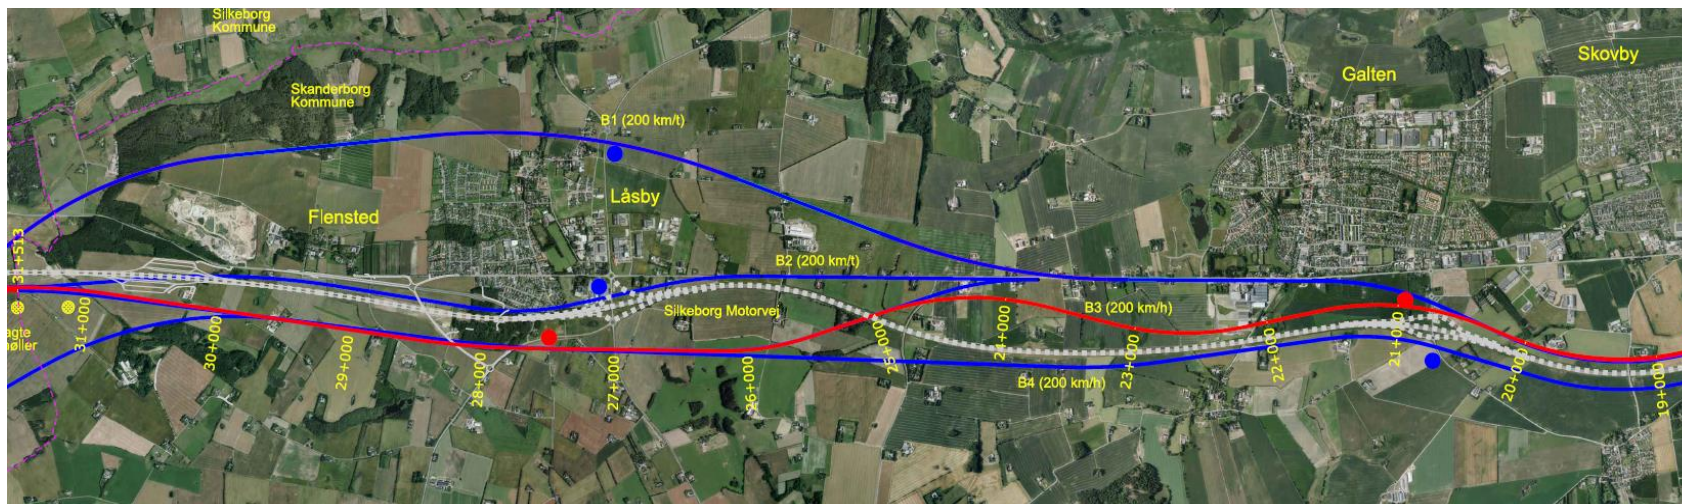 Silkeborg
Kommune
Skovby
Galten
Skanderborg
Kommune
B1 (200 km/t)
Låsby
Flensted
31+513
B2 (200 km/t)
Silkeborg Motorvej
B3 (200 km/h)
31+000
30+000
29+000
28+000
27+000
26+000
25+000
24+000
23+000
22+000
21+000
20+000
19+000
B4 (200 km/h)
agte
møller